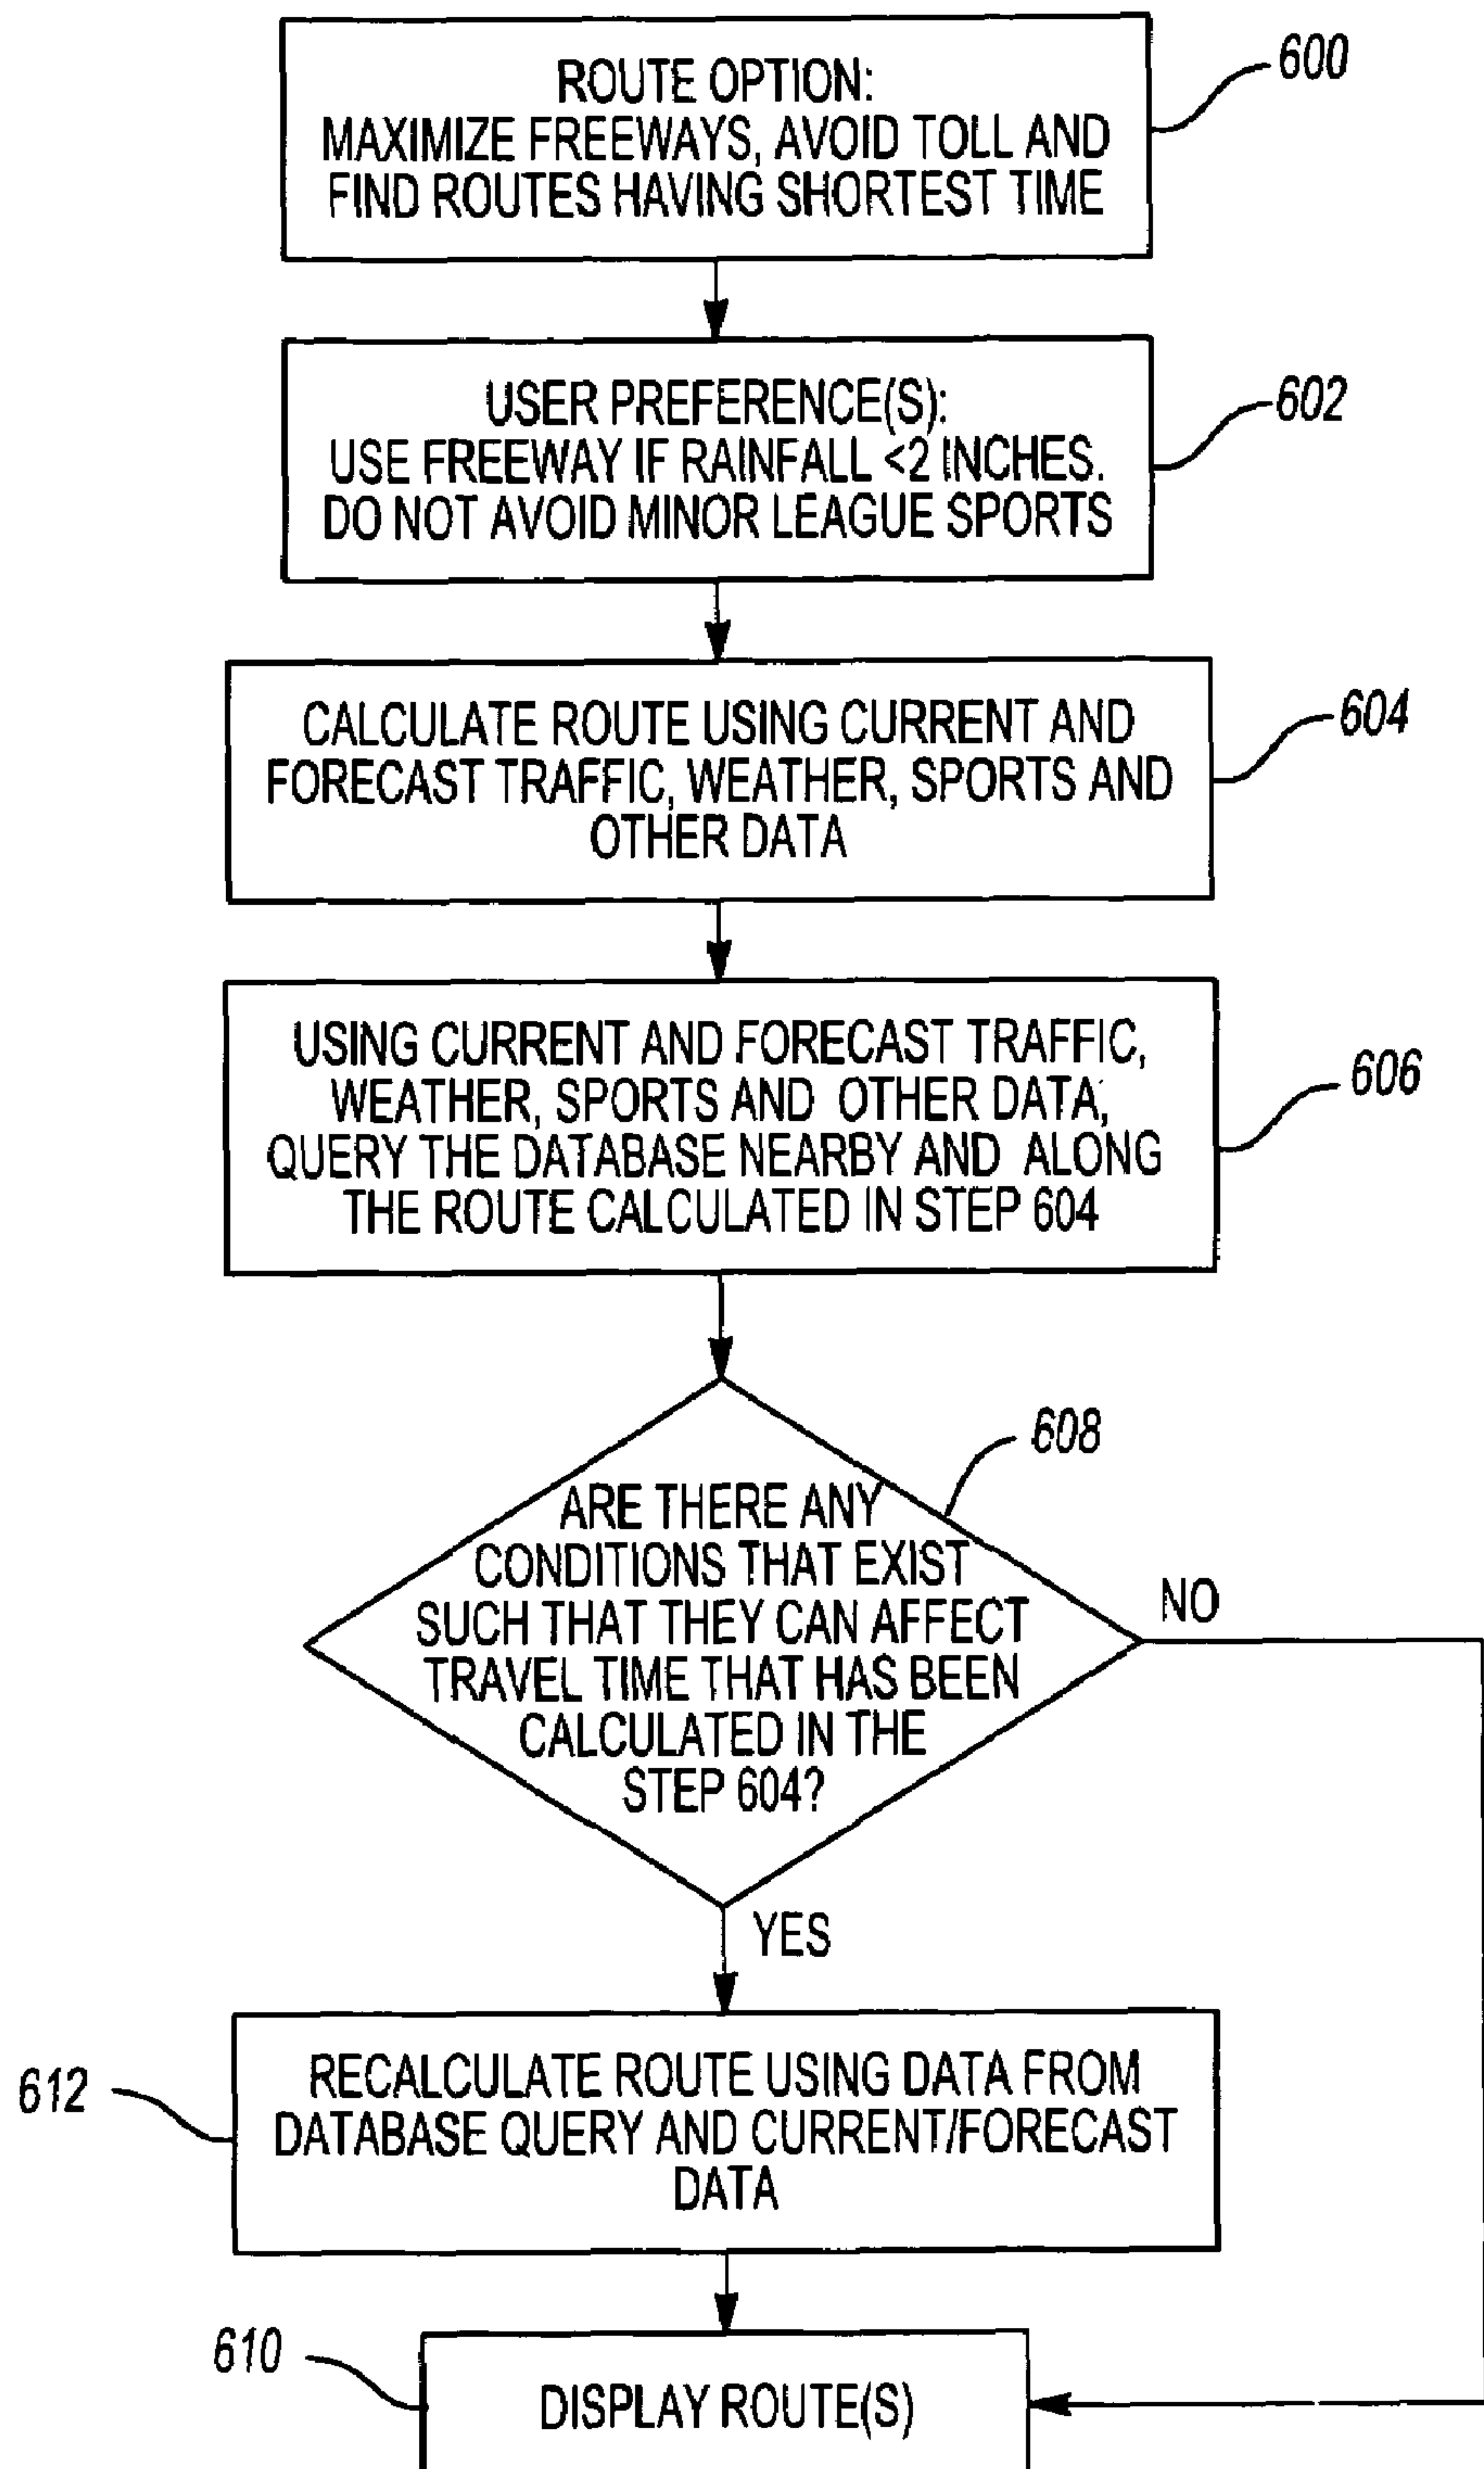 ROUTE OPTION:
MAXIMIZE FREEWAYS, AVOID TOLL AND
FIND ROUTES HAVING SHORTEST TIME
600
USER PREFERENCE(S):
USE FREEWAY IF RAINFALL <2 INCHES.
DO NOT AVOID MINOR LEAGUE SPORTS
602
CALCULATE ROUTE USING CURRENT AND
FORECAST TRAFFIC, WEATHER, SPORTS AND
OTHER DATA
604
USING CURRENT AND FORECAST TRAFFIC,
WEATHER, SPORTS AND OTHER DATA,
QUERY THE DATABASE NEARBY AND ALONG
THE ROUTE CALCULATED IN STEP 604
606
ARE THERE ANY
CONDITIONS THAT EXIST
SUCH THAT THEY CAN AFFECT
TRAVEL TIME THAT HAS BEEN
CALCULATED IN THE
STEP 604?
608
NO
YES
RECALCULATE ROUTE USING DATA FROM
DATABASE QUERY AND CURRENT/FORECAST
DATA
612
DISPLAY ROUTE(S)
610